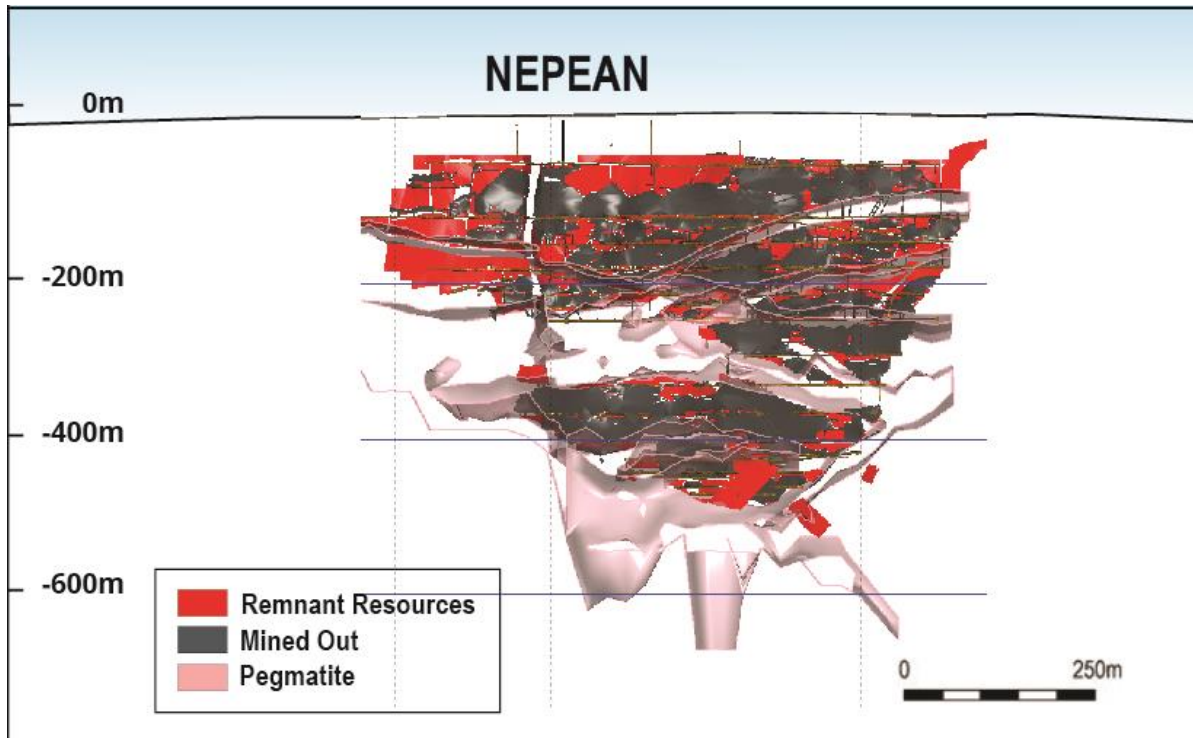 NEPEAN
0m
-200m
-400m
-600m
Remnant Resources
Mined Out
Pegmatite
0 250m